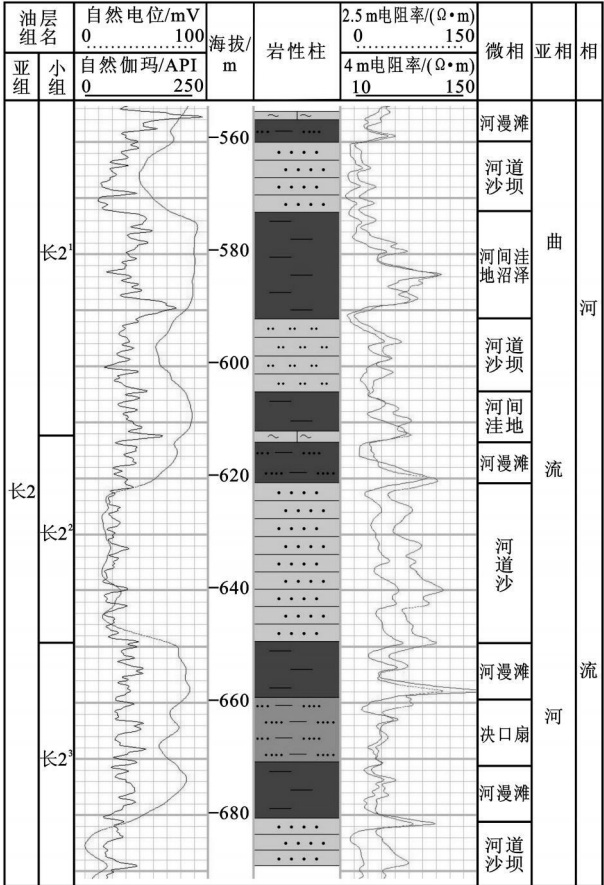 油层组名
自然电位/mV
0 100
海拔/m
岩性柱
2.5 m电阻率/(Ω•m)
0 150
微相
亚相
相
亚组
小组
自然伽玛/API
0 250
4 m电阻率/(Ω•m)
10 150
长2
长2¹
长2²
长2³
-560
-580
-600
-620
-640
-660
-680
河漫滩
河道
沙坝
河间洼
地沼泽
河道
沙坝
河间
洼地
河漫滩
河
道
沙
河漫滩
决口扇
河漫滩
河道
沙坝
曲
流
河
河
流